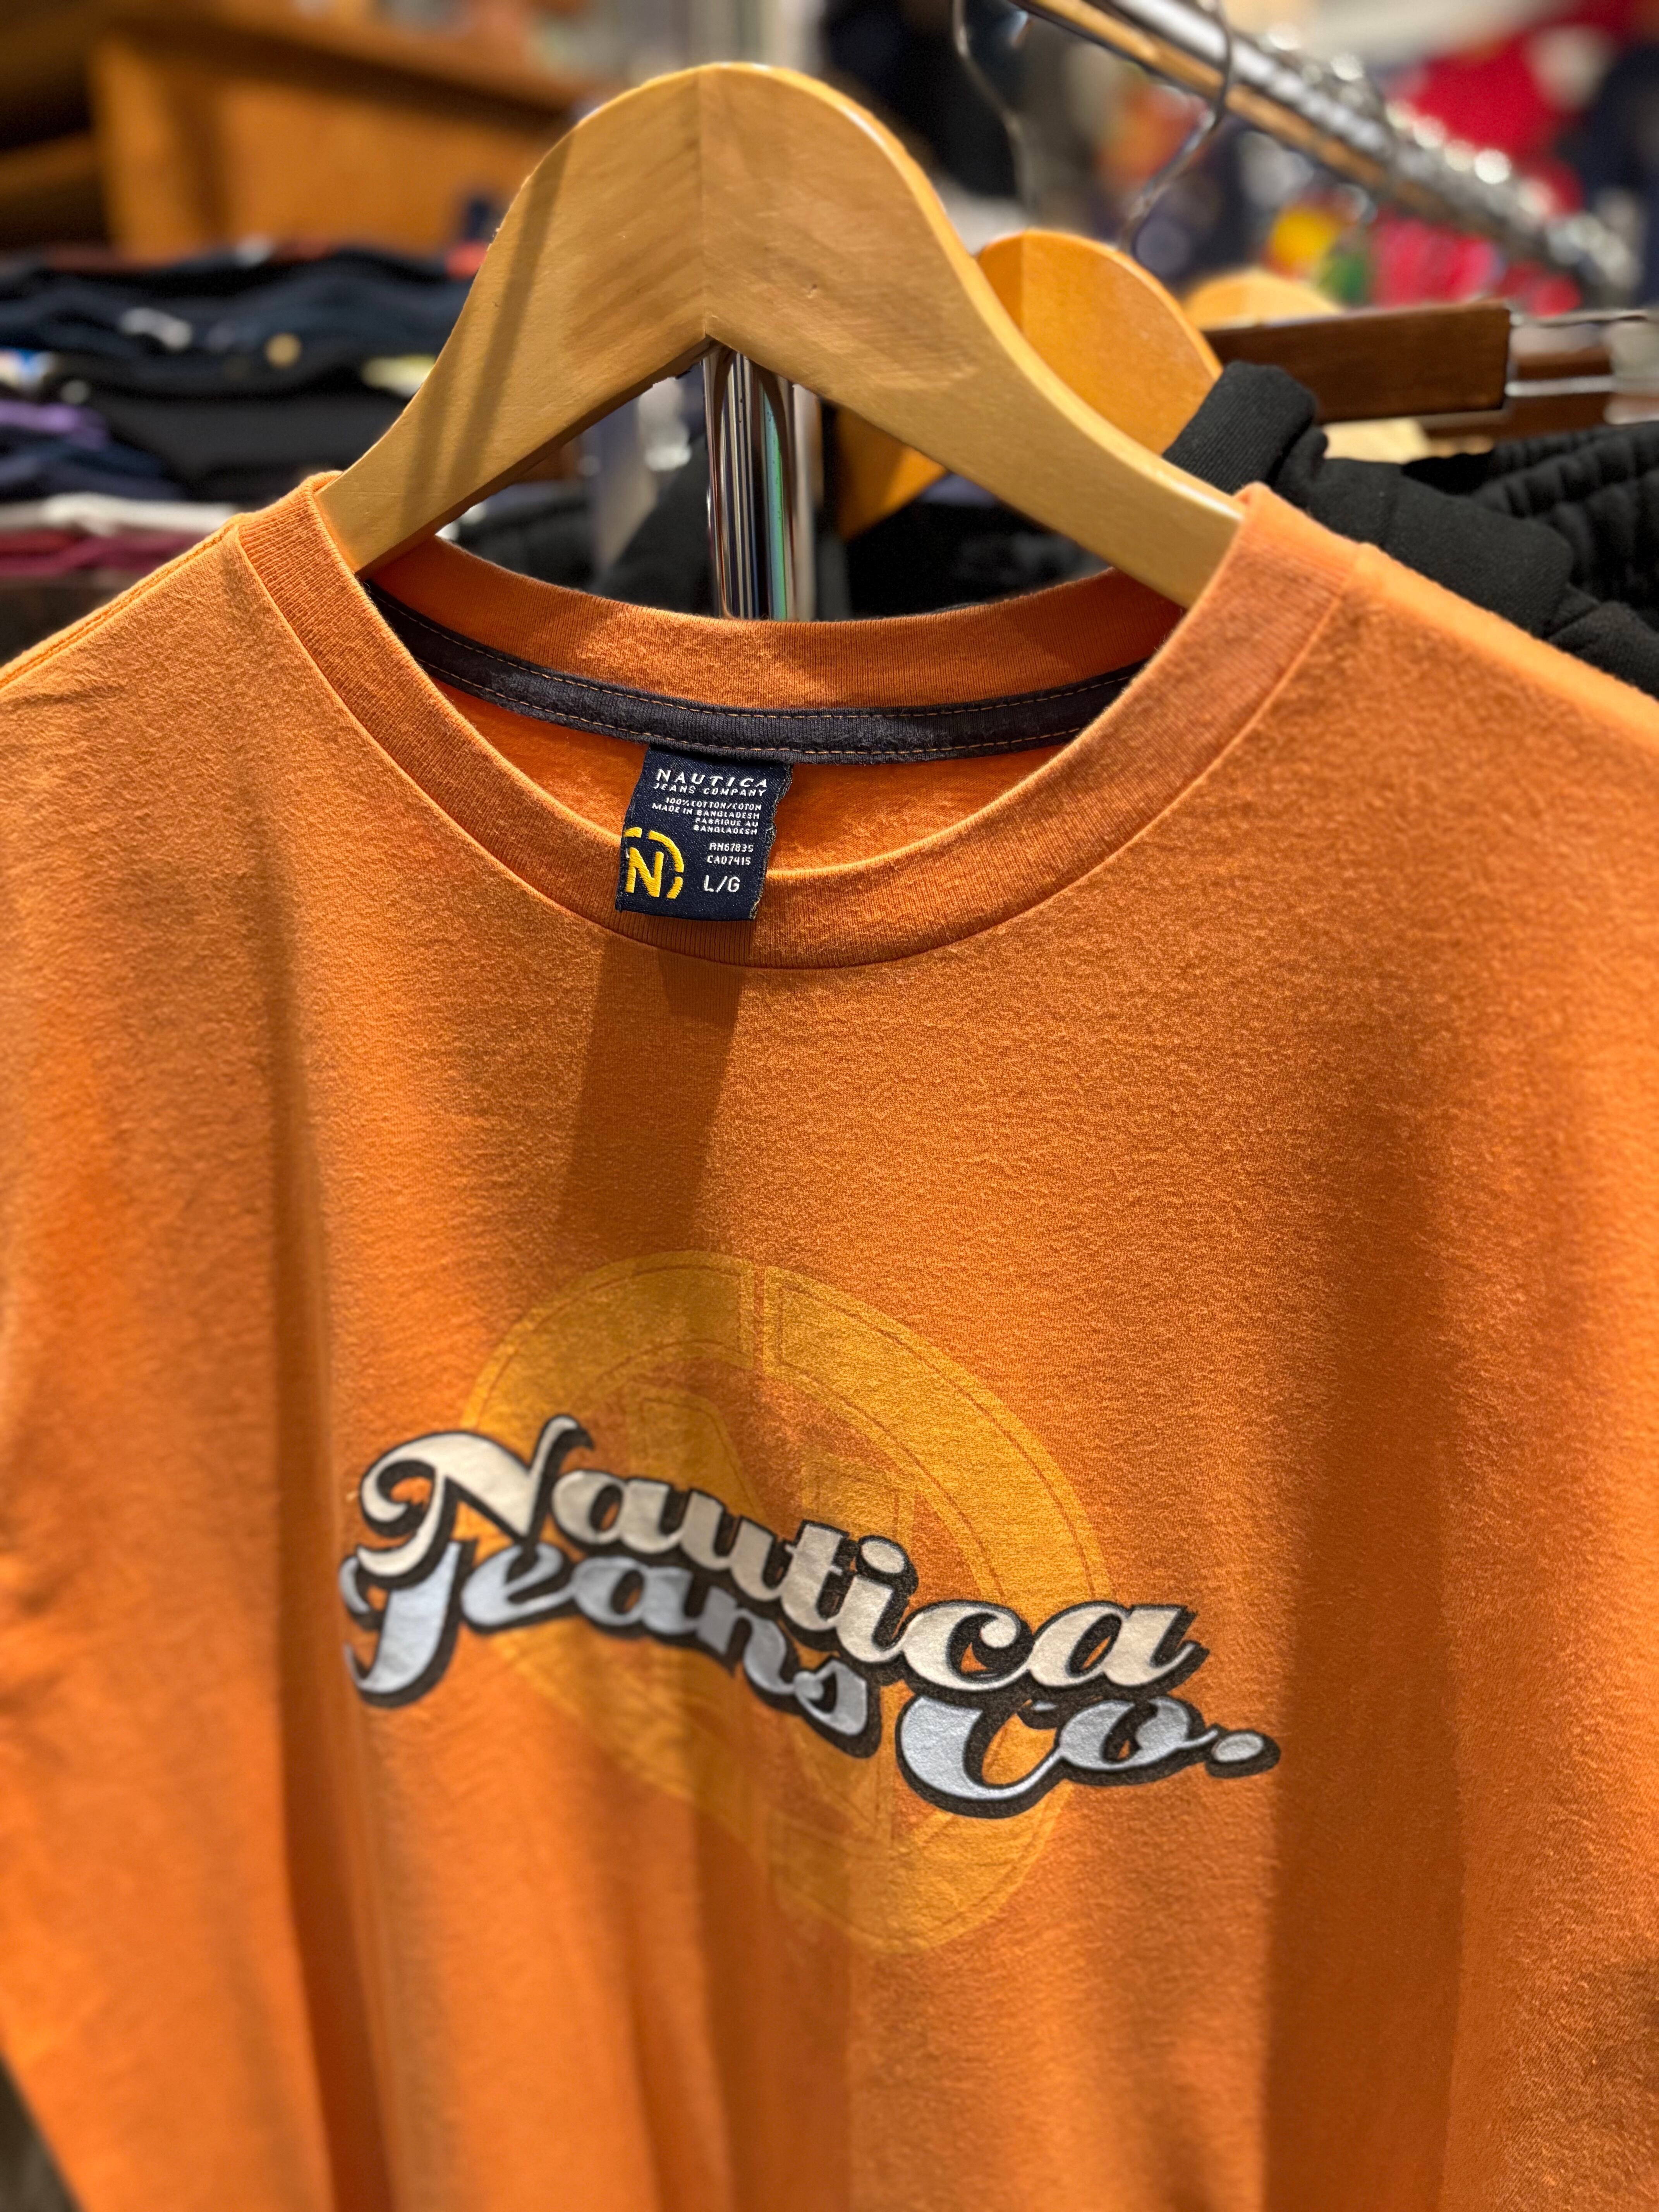 NAUTICA
JEANS COMPANY
100% COTTON/COTON
MADE IN BANGLADESH
FABRIQUE AU
BANGLADESH
RN67835
CA07415
N
L/G
N
Nautica
Jeans Co.